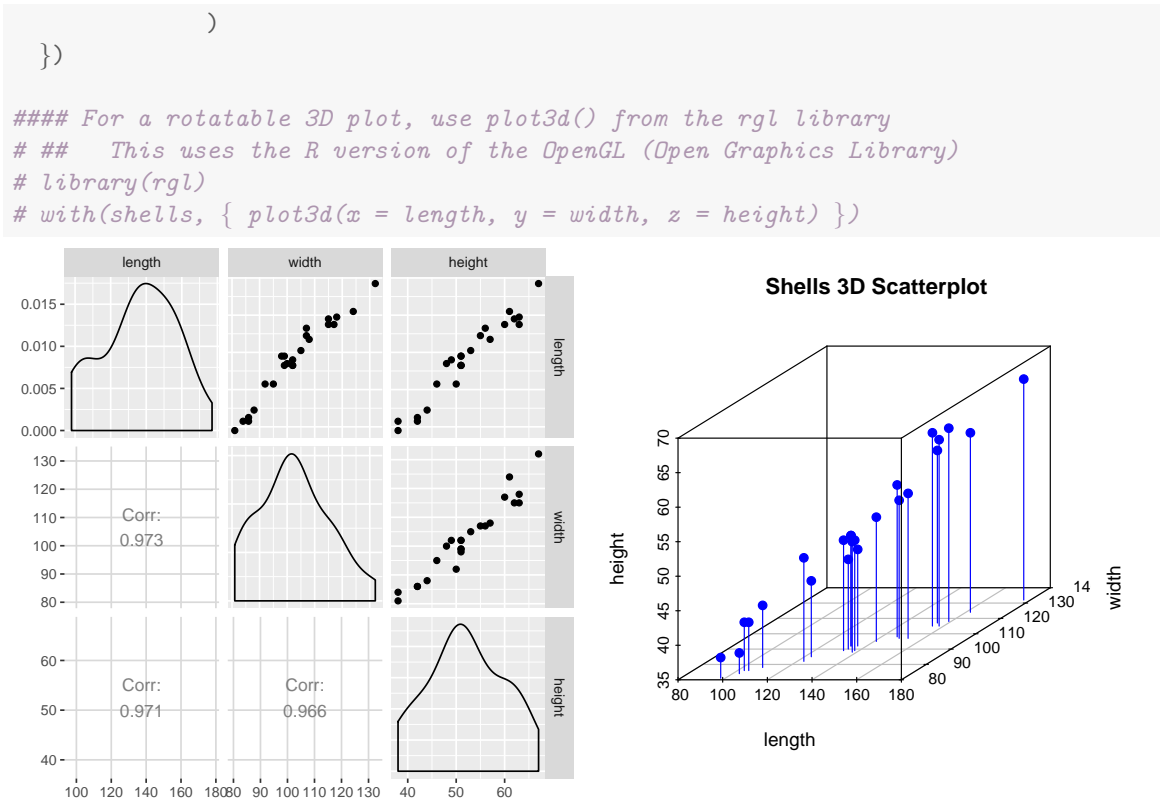 )
})
#### For a rotatable 3D plot, use plot3d() from the rgl library
# ## This uses the R version of the OpenGL (Open Graphics Library)
# library(rgl)
# with(shells, { plot3d(x = length, y = width, z = height) })
length width height
0.015
0.010
0.005
0.000
length
130
120
110
100
90
80
Corr:
0.973
width
60
50
40
Corr:
0.971
Corr:
0.966
height
100 120 140 160 180
80 90 100 110 120 130
40 50 60
Shells 3D Scatterplot
70
65
60
55
50
45
40
35
height
80 100 120 140 160 180
length
80
90
100
110
120
130
14
width